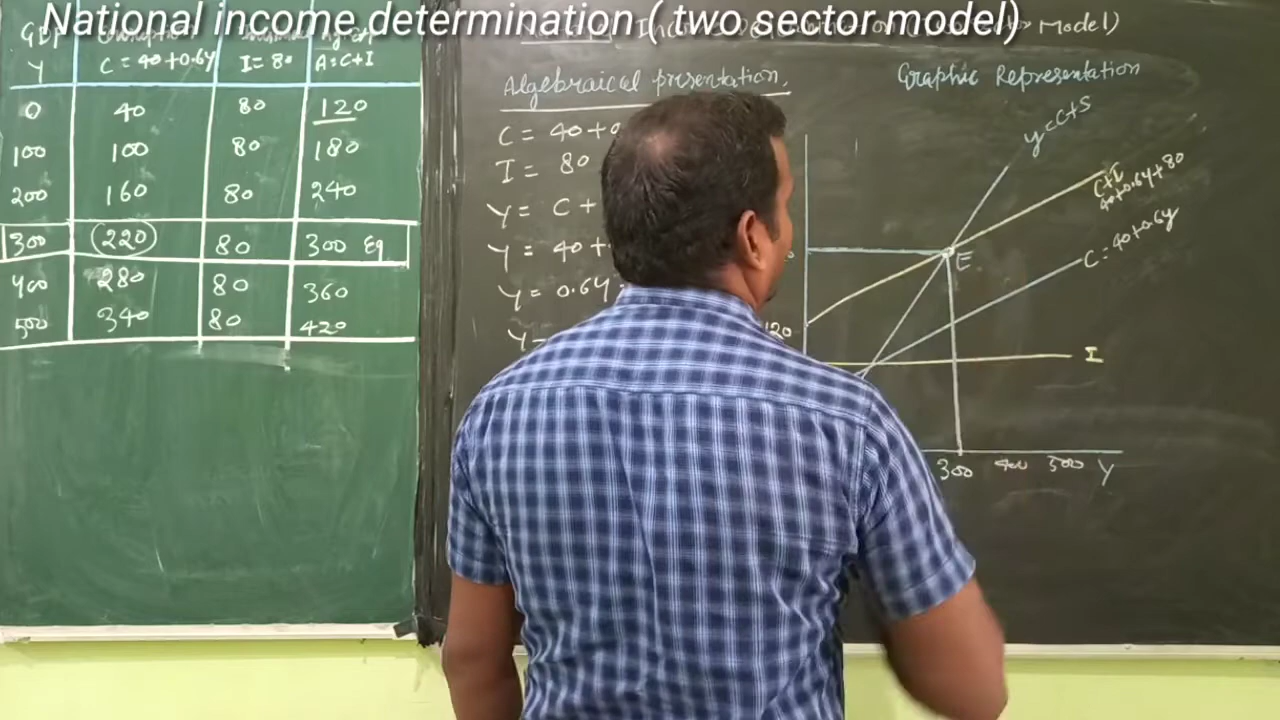 National income determination ( two sector model)
Model)
GDP
Y C = 40+0.6Y I = 80 A=C+I
0 40 80 120
100 100 80 180
200 160 80 240
300 220 80 300 Eq
400 280 80 360
500 340 80 420
Algebraical presentation,
C = 40+0
I = 80
Y = C +
Y = 40+
Y = 0.6Y
Y =
120
Graphic Representation
y=C+S
C+I
40+0.6Y+80
C = 40+0.6Y
E
I
300 400 500 Y